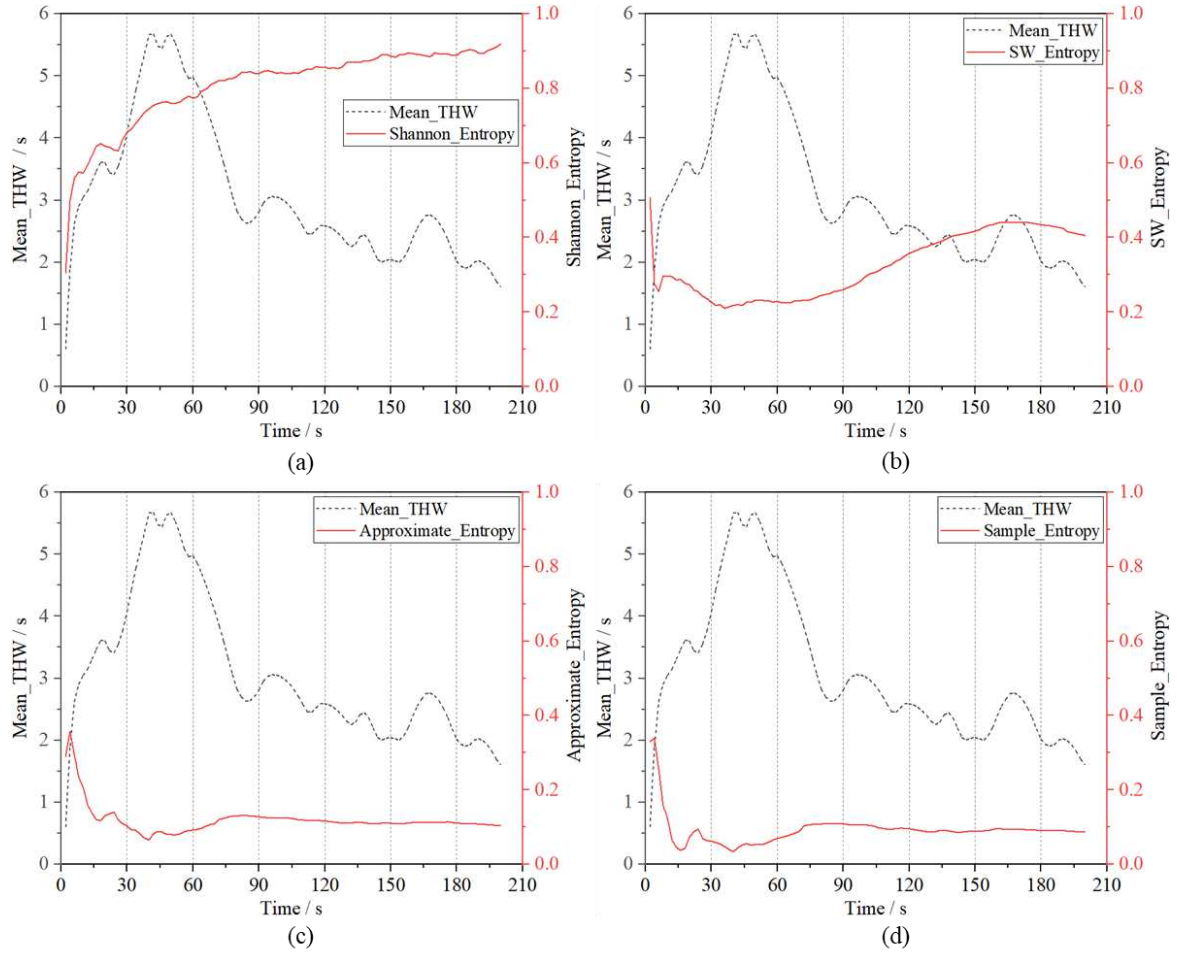 6
5
4
3
2
1
0
Mean_THW / s
Mean_THW
Shannon_Entropy
1.0
0.8
0.6
0.4
0.2
0.0
Shannon_Entropy
0 30 60 90 120 150 180 210
Time / s
(a)
6
5
4
3
2
1
0
Mean_THW / s
Mean_THW
SW_Entropy
1.0
0.8
0.6
0.4
0.2
0.0
SW_Entropy
0 30 60 90 120 150 180 210
Time / s
(b)
6
5
4
3
2
1
0
Mean_THW / s
Mean_THW
Approximate_Entropy
1.0
0.8
0.6
0.4
0.2
0.0
Approximate_Entropy
0 30 60 90 120 150 180 210
Time / s
(c)
6
5
4
3
2
1
0
Mean_THW / s
Mean_THW
Sample_Entropy
1.0
0.8
0.6
0.4
0.2
0.0
Sample_Entropy
0 30 60 90 120 150 180 210
Time / s
(d)